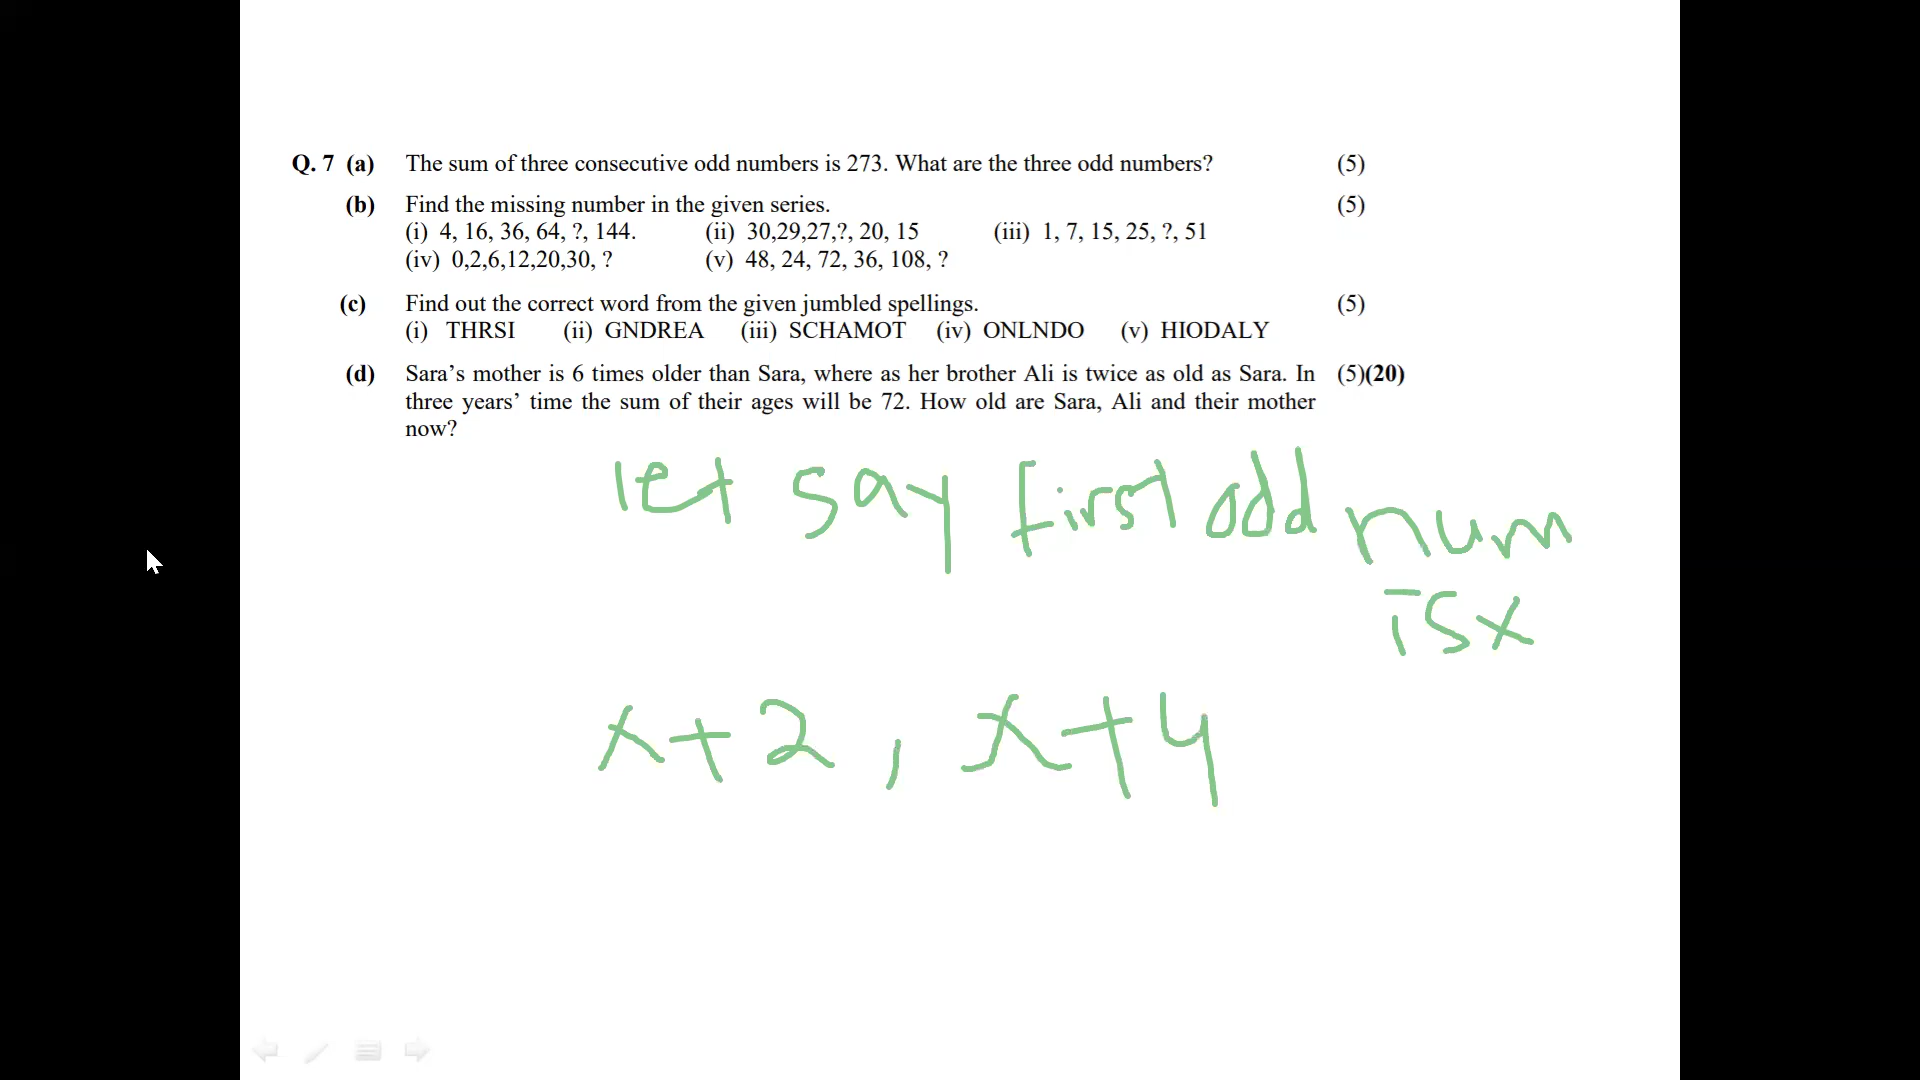 Q. 7 (a) The sum of three consecutive odd numbers is 273. What are the three odd numbers? (5)
(b) Find the missing number in the given series. (5)
(i) 4, 16, 36, 64, ?, 144. (ii) 30,29,27,?, 20, 15 (iii) 1, 7, 15, 25, ?, 51
(iv) 0,2,6,12,20,30, ? (v) 48, 24, 72, 36, 108, ?
(c) Find out the correct word from the given jumbled spellings. (5)
(i) THRSI (ii) GNDREA (iii) SCHAMOT (iv) ONLNDO (v) HIODALY
(d) Sara’s mother is 6 times older than Sara, where as her brother Ali is twice as old as Sara. In (5)(20)
three years’ time the sum of their ages will be 72. How old are Sara, Ali and their mother
now?
let say first odd num
is x
x+2, x+4